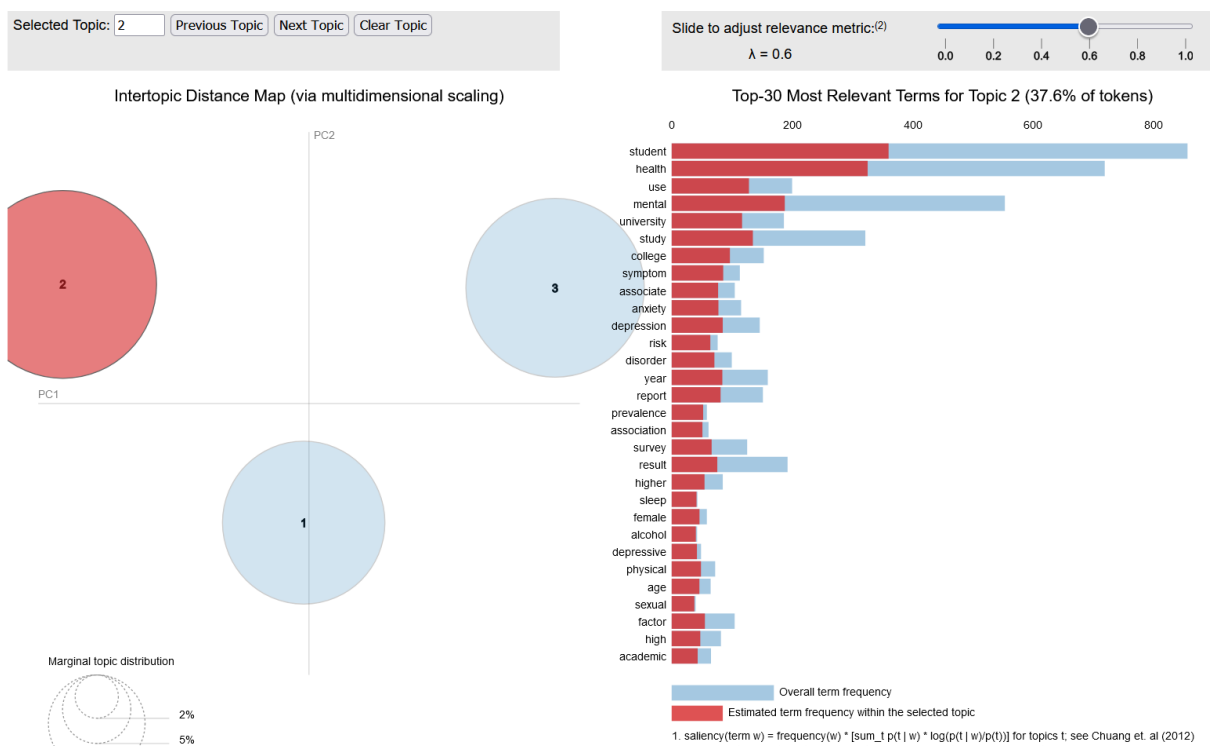 Selected Topic: 2 Previous Topic Next Topic Clear Topic
Slide to adjust relevance metric:(2)
λ = 0.6
0.0 0.2 0.4 0.6 0.8 1.0
Intertopic Distance Map (via multidimensional scaling)
PC2
PC1
2
3
1
Marginal topic distribution
2%
5%
Top-30 Most Relevant Terms for Topic 2 (37.6% of tokens)
0 200 400 600 800
student
health
use
mental
university
study
college
symptom
associate
anxiety
depression
risk
disorder
year
report
prevalence
association
survey
result
higher
sleep
female
alcohol
depressive
physical
age
sexual
factor
high
academic
Overall term frequency
Estimated term frequency within the selected topic
1. saliency(term w) = frequency(w) * [sum_t p(t | w) * log(p(t | w)/p(t))] for topics t; see Chuang et. al (2012)